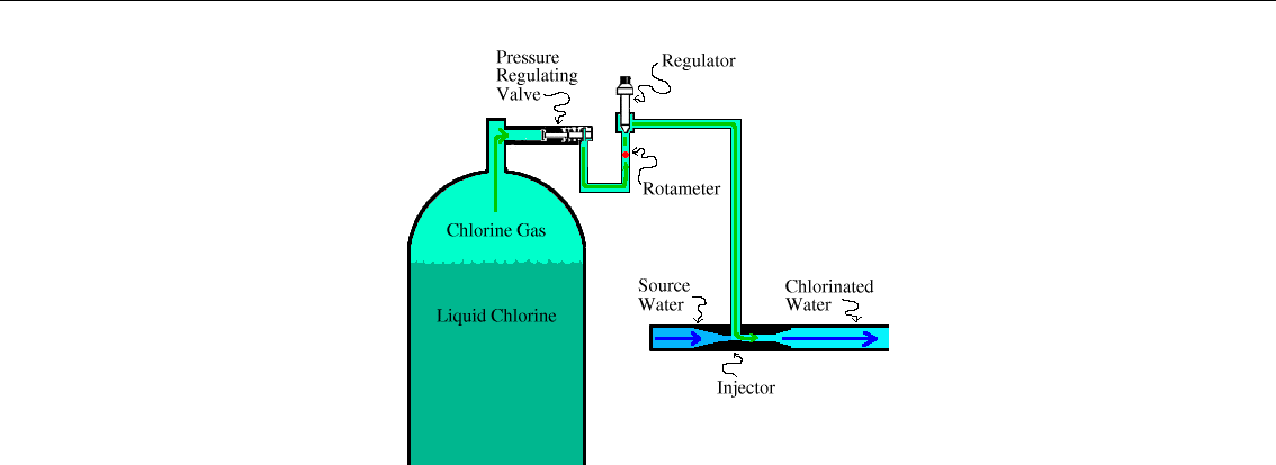 Pressure
Regulating
Valve
Regulator
Rotameter
Chlorine Gas
Liquid Chlorine
Source
Water
Chlorinated
Water
Injector